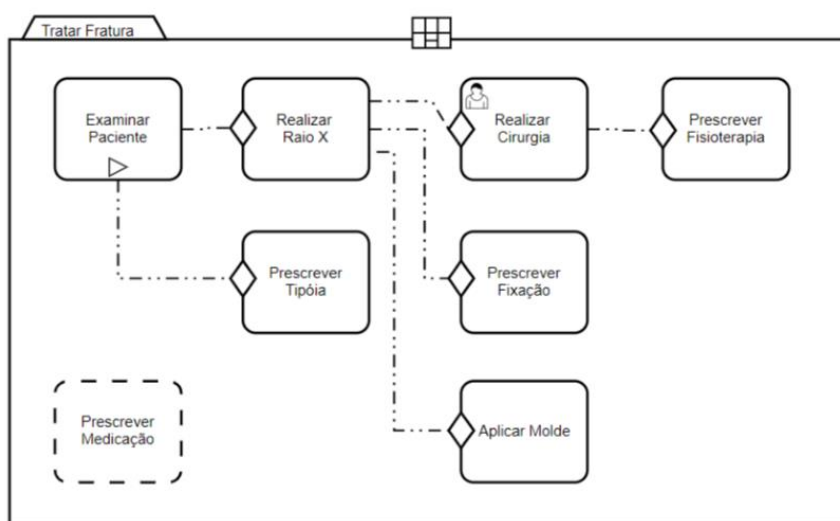 Tratar Fratura
Examinar
Paciente
Realizar
Raio X
Realizar
Cirurgia
Prescrever
Fisioterapia
Prescrever
Tipóia
Prescrever
Fixação
Prescrever
Medicação
Aplicar Molde